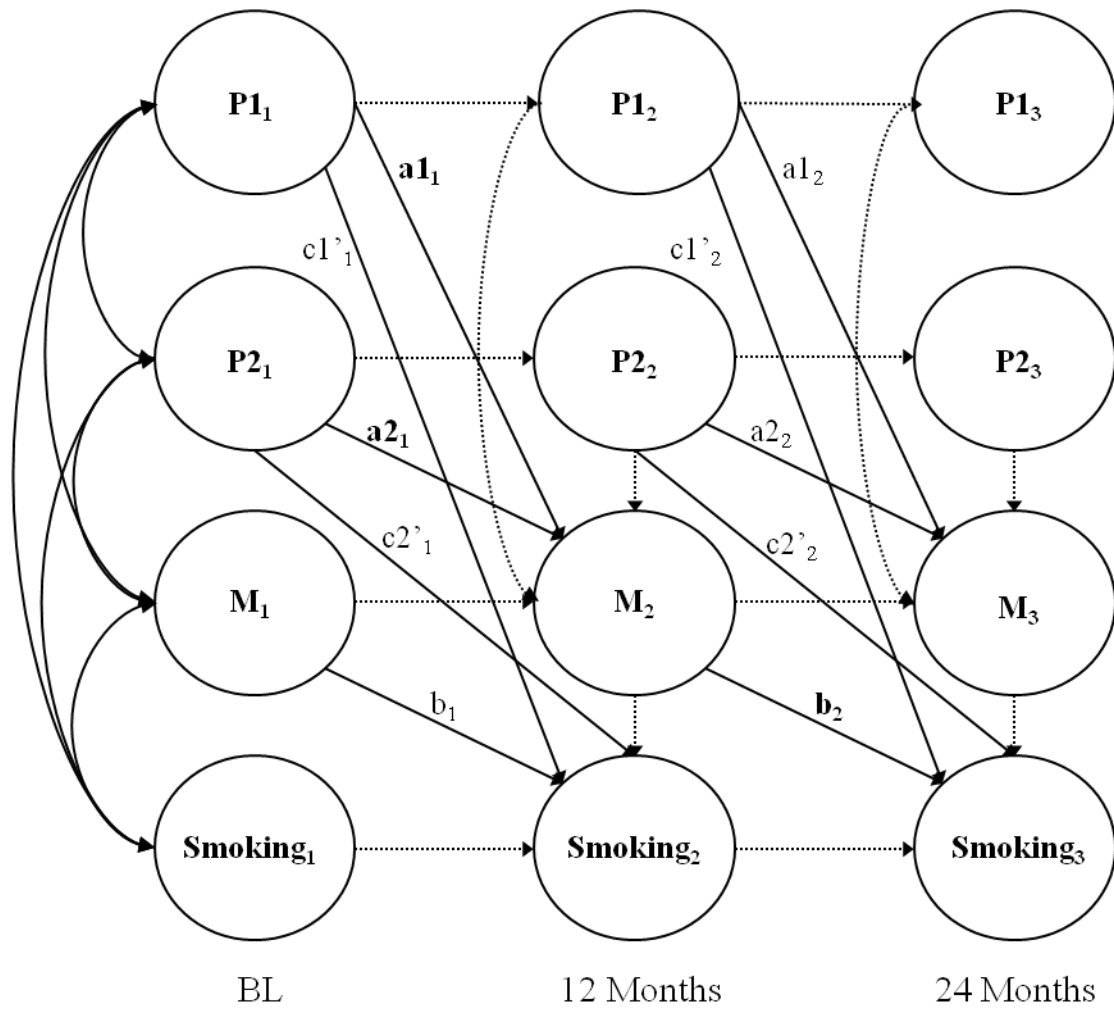 P1₁ P1₂ P1₃
a1₁ a1₂
c1’₁ c1’₂
P2₁ P2₂ P2₃
a2₁ a2₂
c2’₁ c2’₂
M₁ M₂ M₃
b₁ b₂
Smoking₁ Smoking₂ Smoking₃
BL 12 Months 24 Months